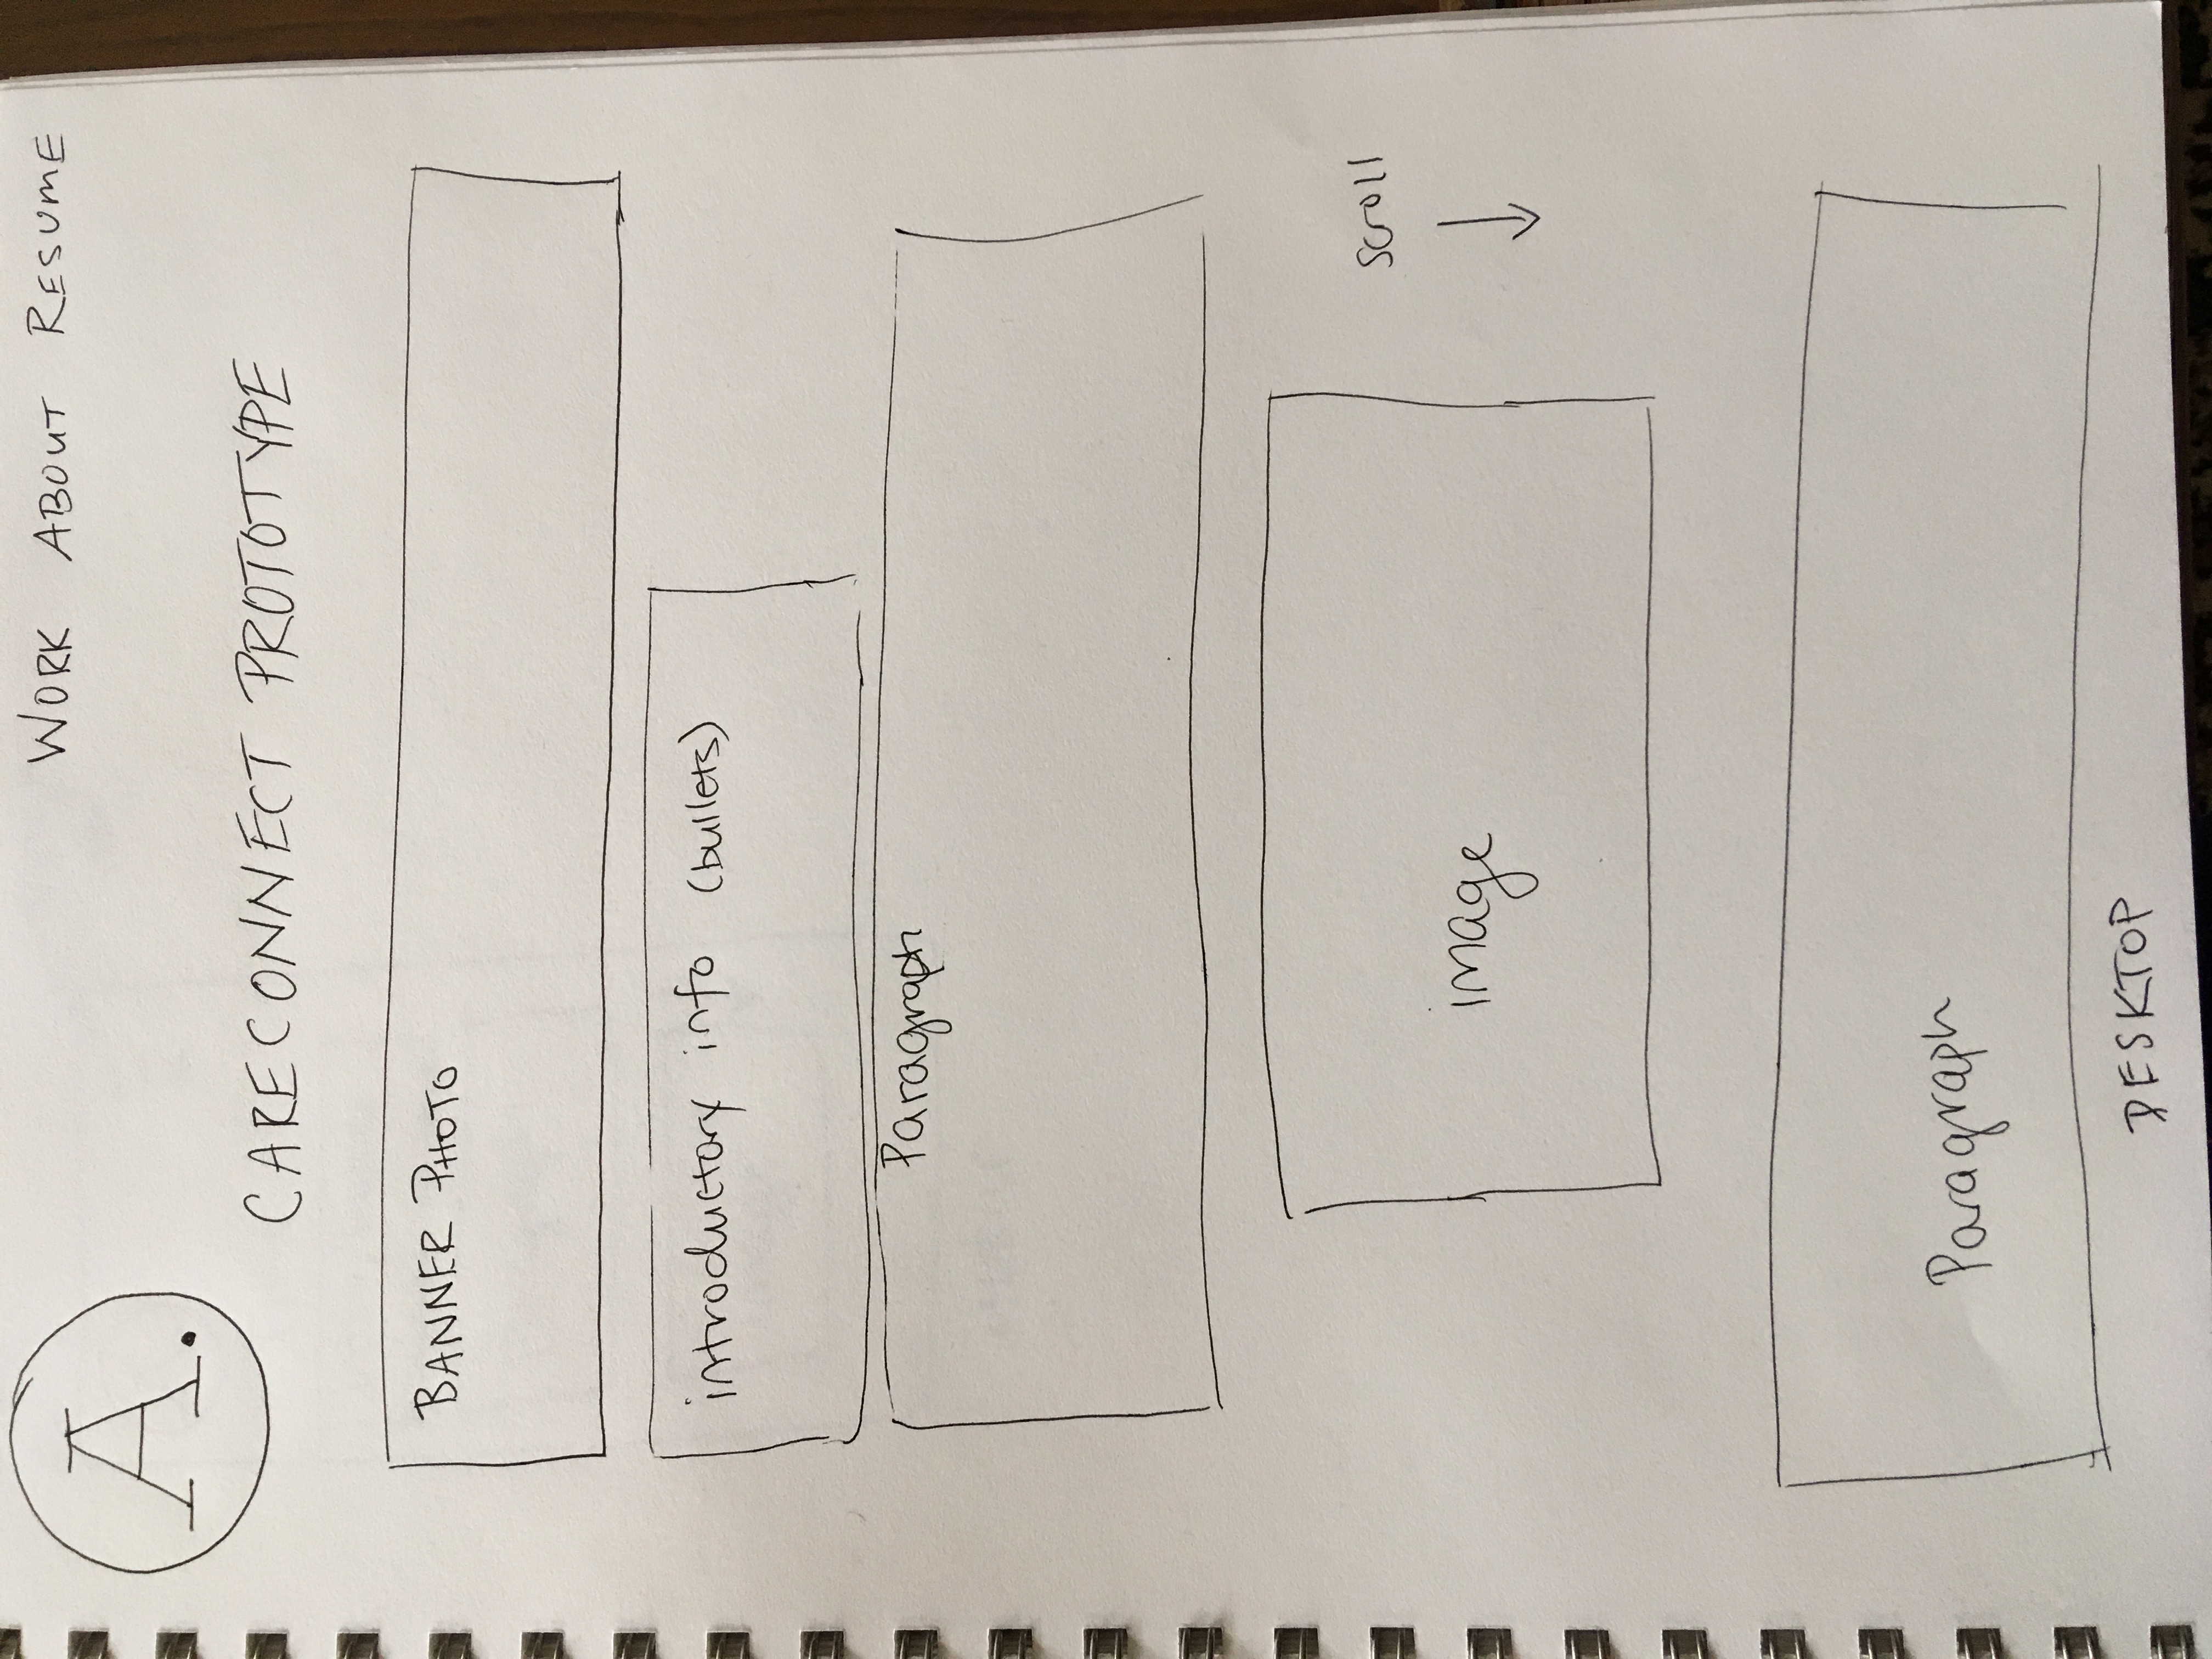 A.
WORK ABOUT RESUME
CARECONNECT PROTOTYPE
BANNER PHOTO
introductory info (bullets)
Paragraph
image
scroll
Paragraph
DESKTOP